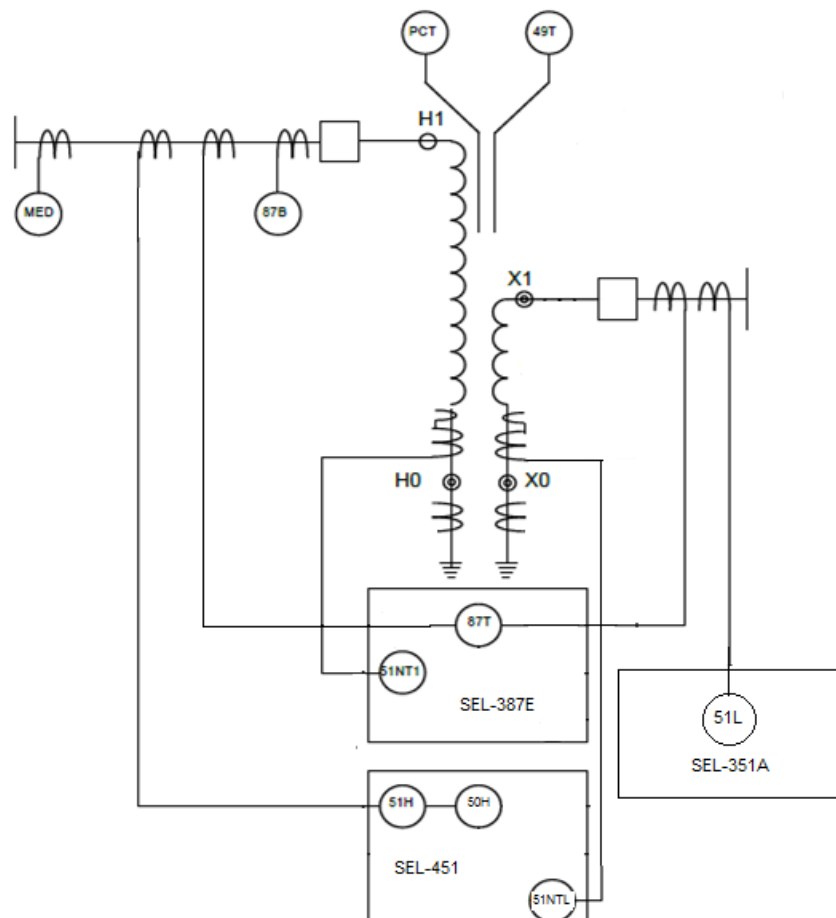 PCT
49T
H1
MED
87B
X1
H0
X0
87T
51NT1
SEL-387E
51L
SEL-351A
51H
50H
SEL-451
51NTL